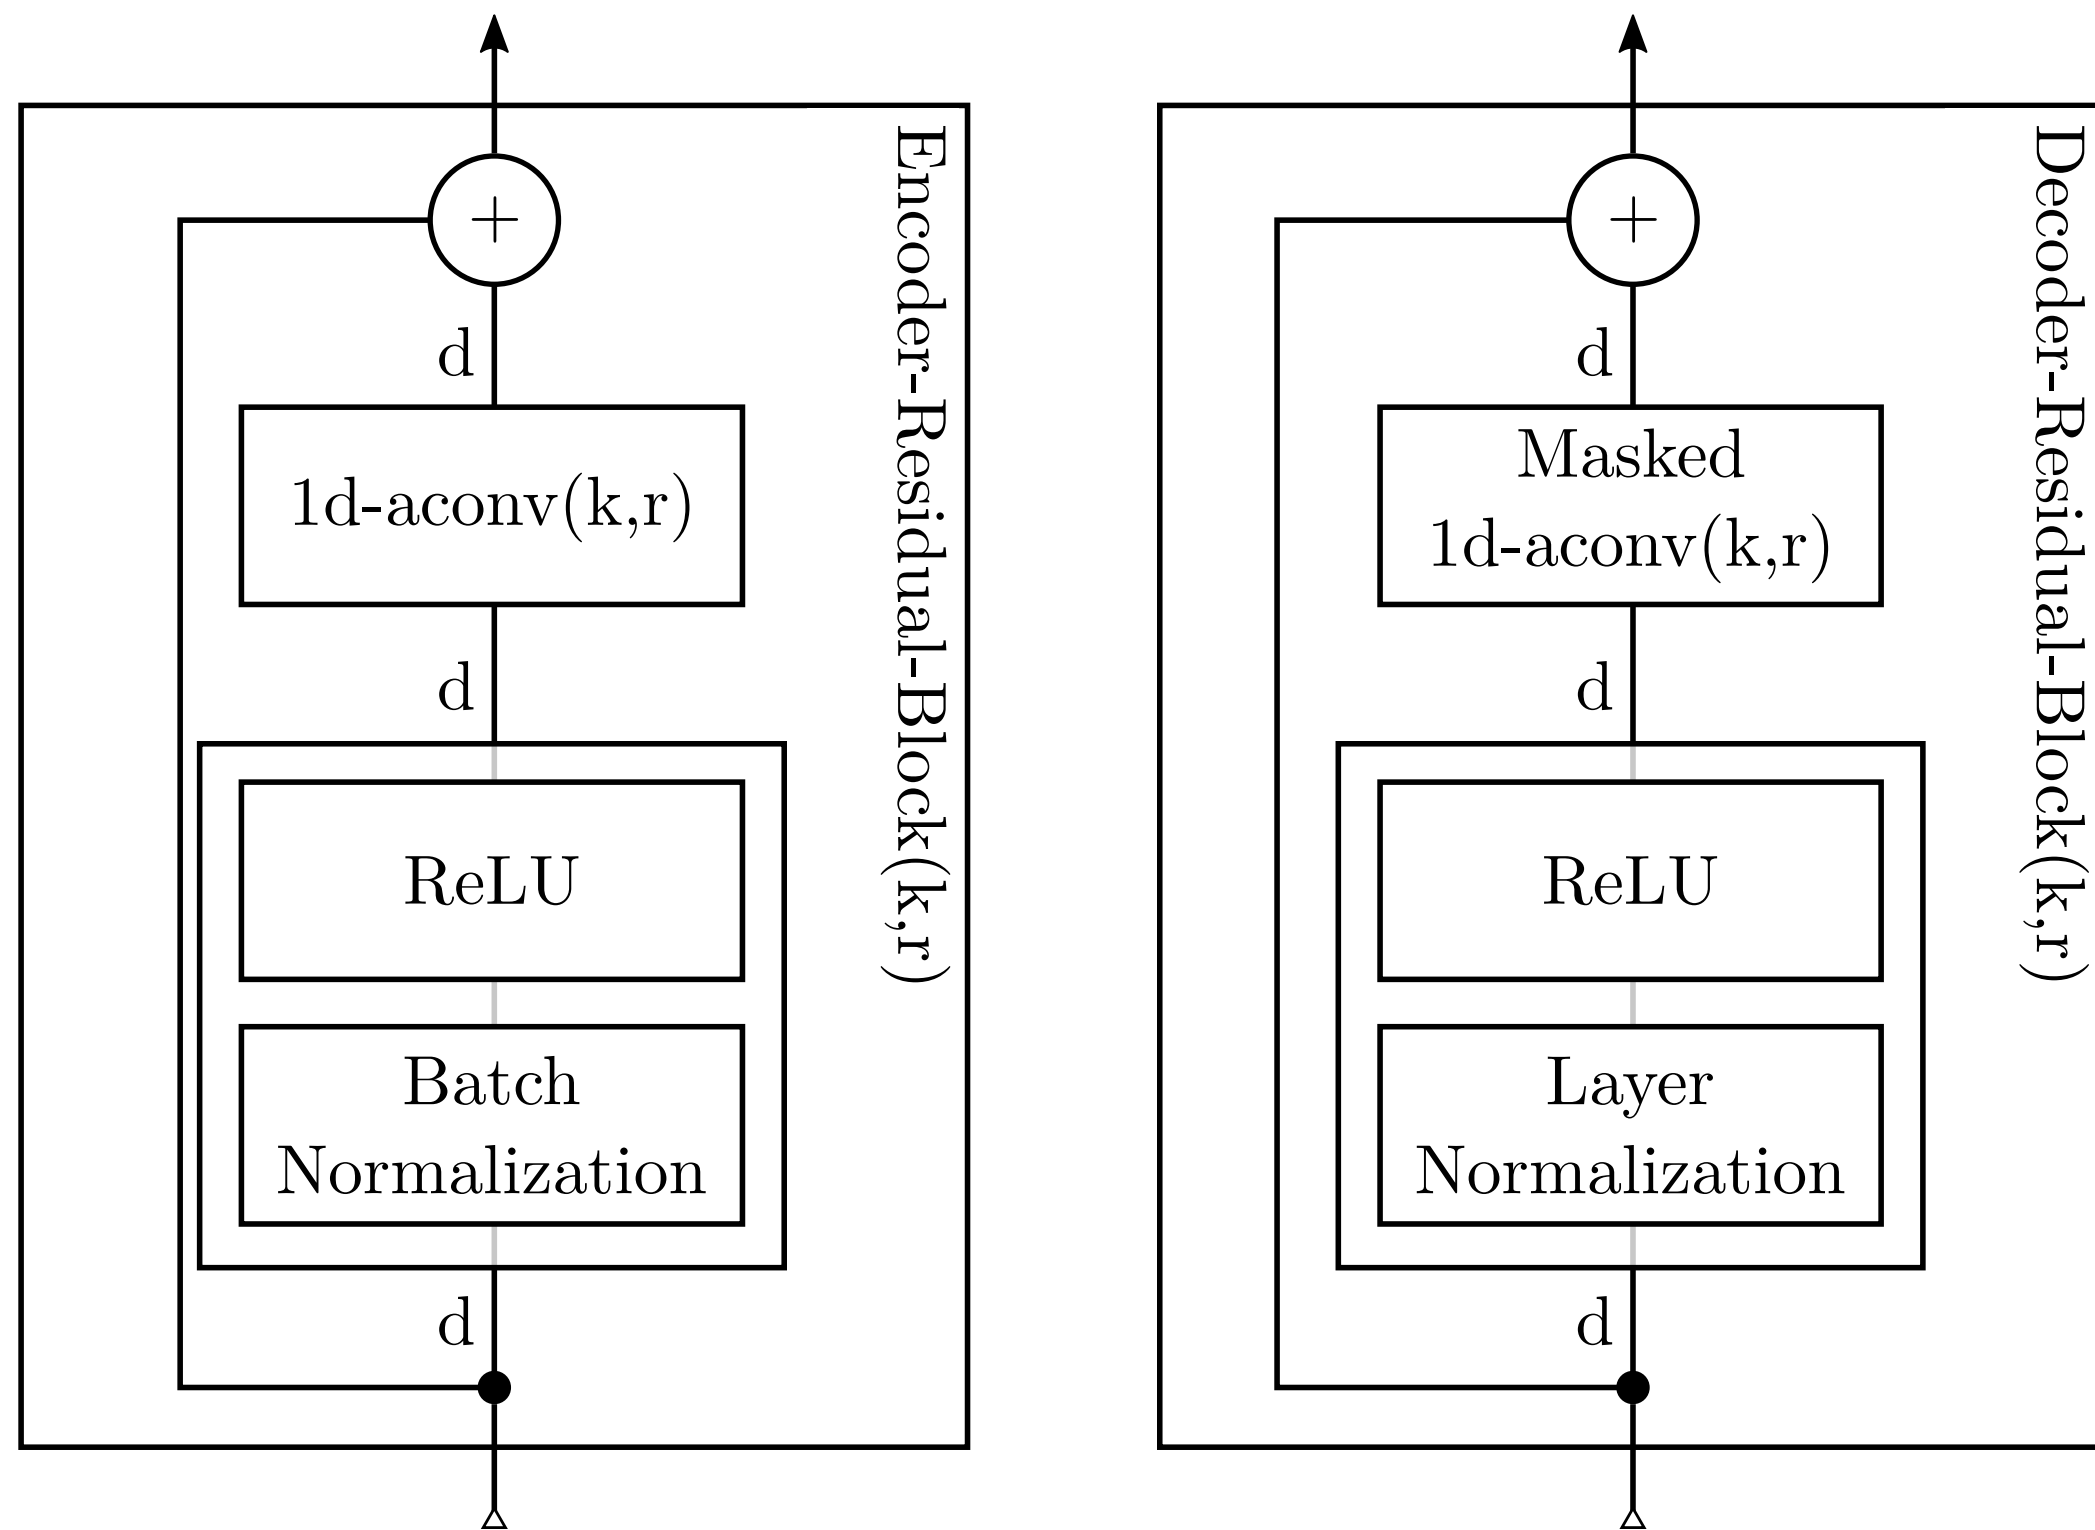 +
d
1d-aconv(k,r)
d
ReLU
Batch
Normalization
d
Encoder-Residual-Block(k,r)
+
d
Masked
1d-aconv(k,r)
d
ReLU
Layer
Normalization
d
Decoder-Residual-Block(k,r)